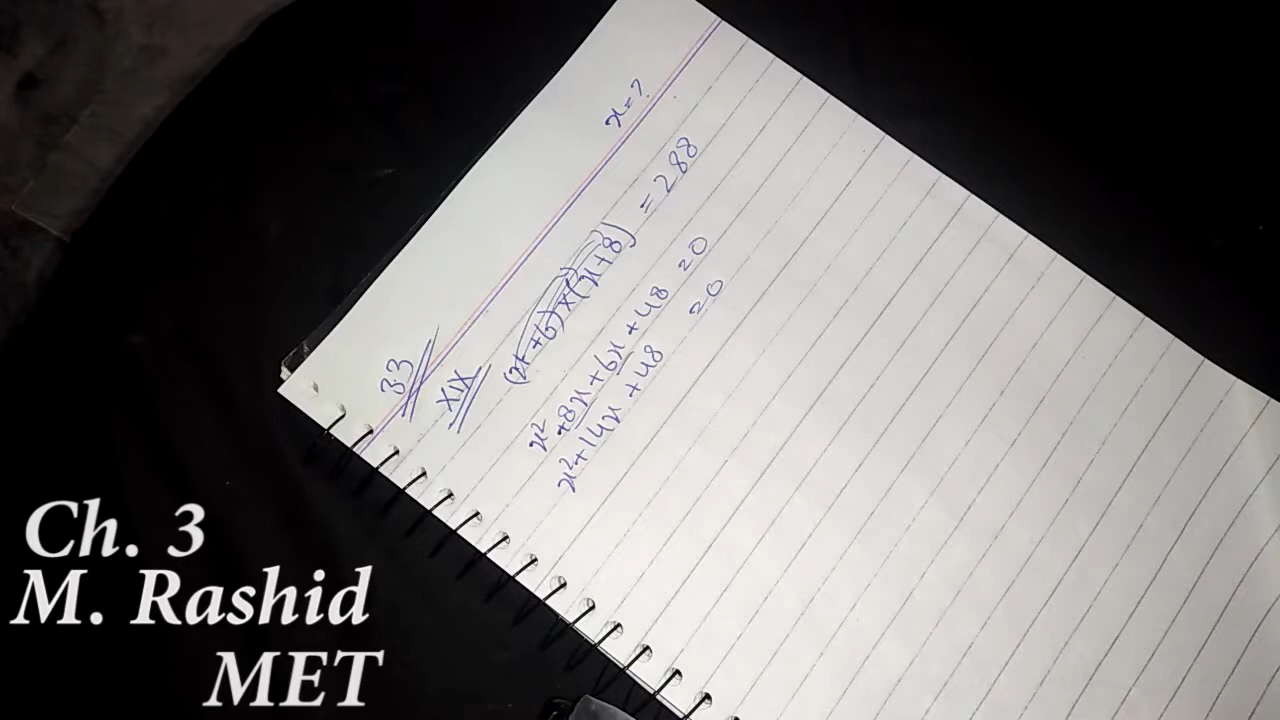 33
x=?
XIX
(x+6)x(x+8) = 288
x² +8x+6x+48 =0
x²+14x+48 =0
Ch. 3
M. Rashid
MET